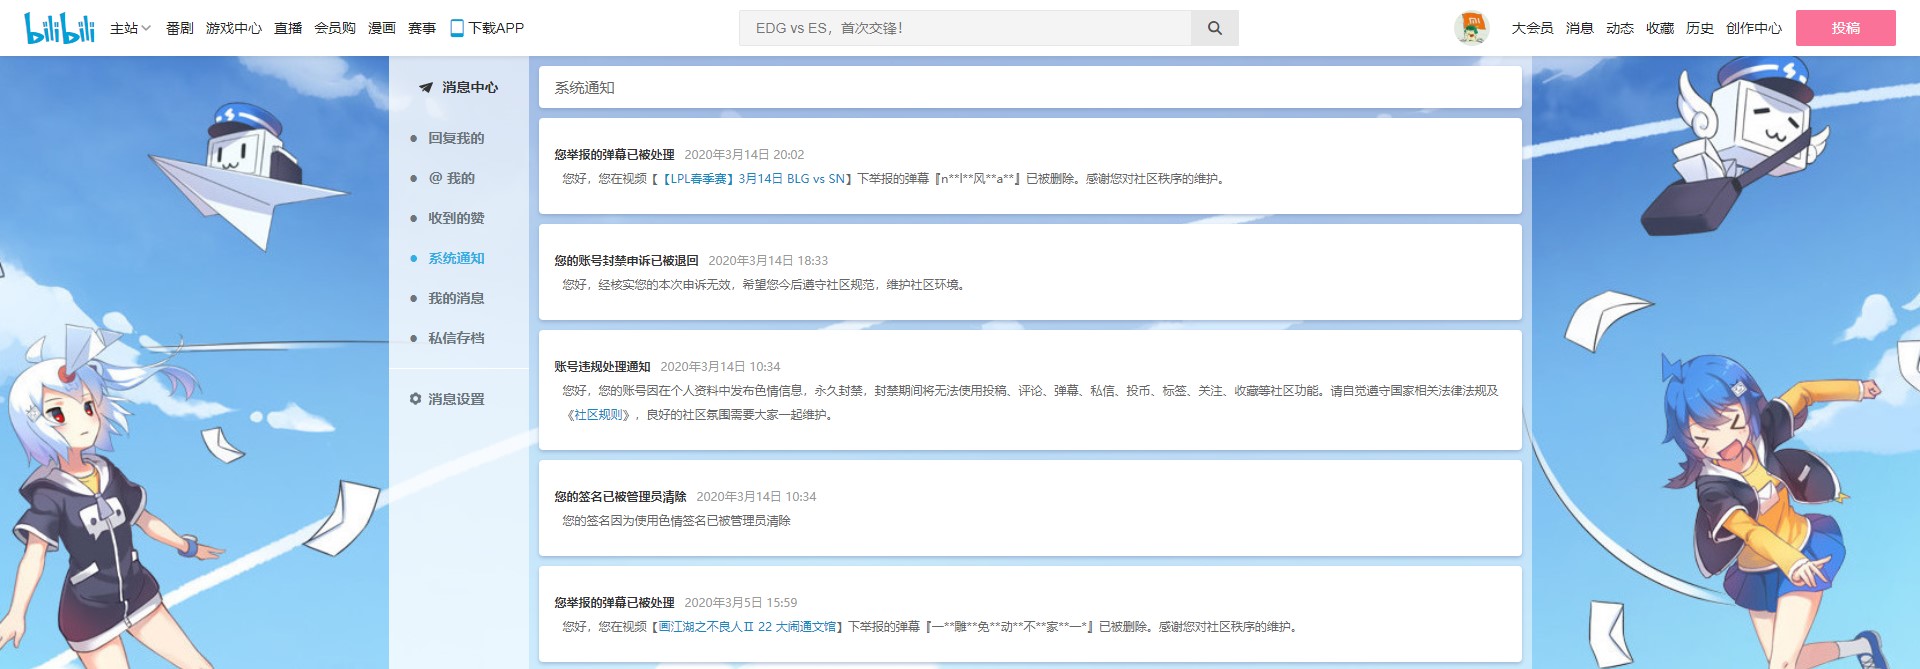 bilibili 主站 番剧 游戏中心 直播 会员购 漫画 赛事 下载APP EDG vs ES，首次交锋！ 大会员 消息 动态 收藏 历史 创作中心 投稿
消息中心
回复我的
@ 我的
收到的赞
系统通知
我的消息
私信存档
消息设置
系统通知
您举报的弹幕已被处理 2020年3月14日 20:02
您好，您在视频【【LPL春季赛】3月14日 BLG vs SN】下举报的弹幕『n**l**风**a**』已被删除。感谢您对社区秩序的维护。
您的账号封禁申诉已被退回 2020年3月14日 18:33
您好，经核实您的本次申诉无效，希望您今后遵守社区规范，维护社区环境。
账号违规处理通知 2020年3月14日 10:34
您好，您的账号因在个人资料中发布色情信息，永久封禁，封禁期间将无法使用投稿、评论、弹幕、私信、投币、标签、关注、收藏等社区功能。请自觉遵守国家相关法律法规及
《社区规则》，良好的社区氛围需要大家一起维护。
您的签名已被管理员清除 2020年3月14日 10:34
您的签名因为使用色情签名已被管理员清除
您举报的弹幕已被处理 2020年3月5日 15:59
您好，您在视频【画江湖之不良人Ⅱ 22 大闹通文馆】下举报的弹幕『一**雕**免**动**不**家**一*』已被删除。感谢您对社区秩序的维护。